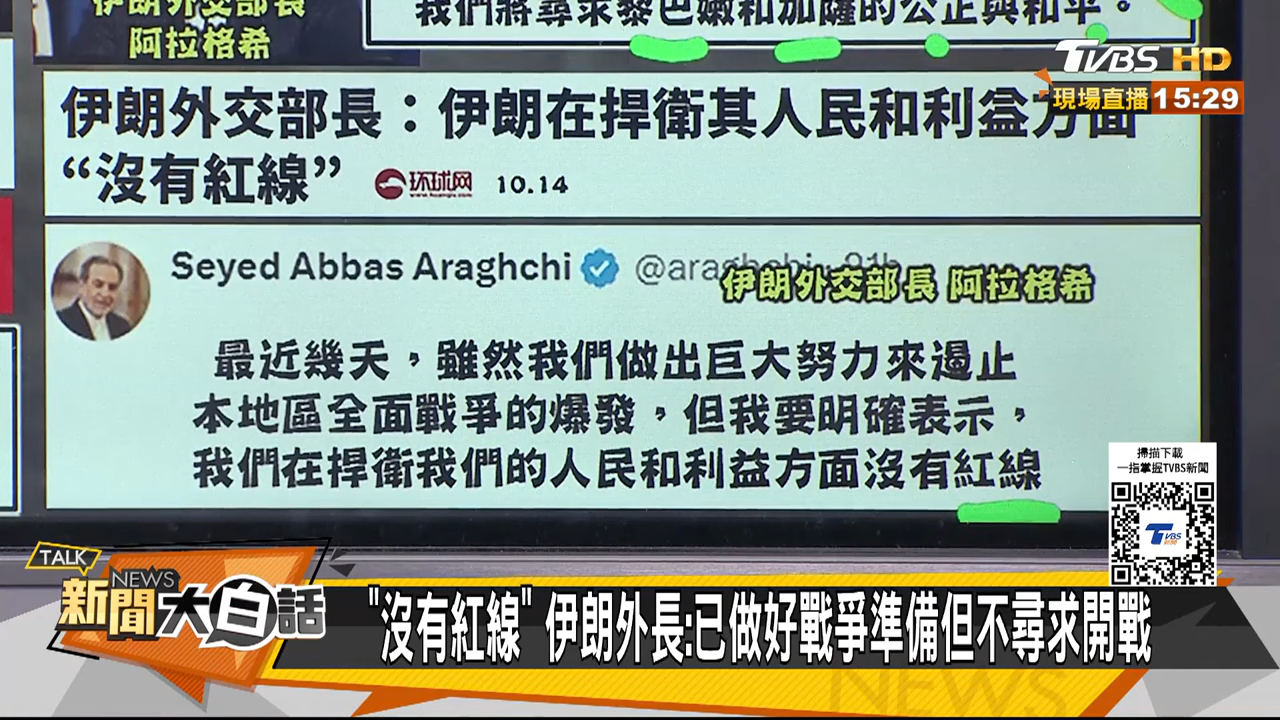 伊朗外交部長
阿拉格希
我們將尋求黎巴嫩和加薩的公正與和平。
TVBS HD
現場直播 15:29
伊朗外交部長：伊朗在捍衛其人民和利益方面
“沒有紅線”
环球网
10.14
Seyed Abbas Araghchi
伊朗外交部長 阿拉格希
最近幾天，雖然我們做出巨大努力來遏止
本地區全面戰爭的爆發，但我要明確表示，
我們在捍衛我們的人民和利益方面沒有紅線
掃描下載
一指掌握TVBS新聞
TVBS
新聞
TALK
NEWS
新聞大白話
"沒有紅線" 伊朗外長:已做好戰爭準備但不尋求開戰
NEWS